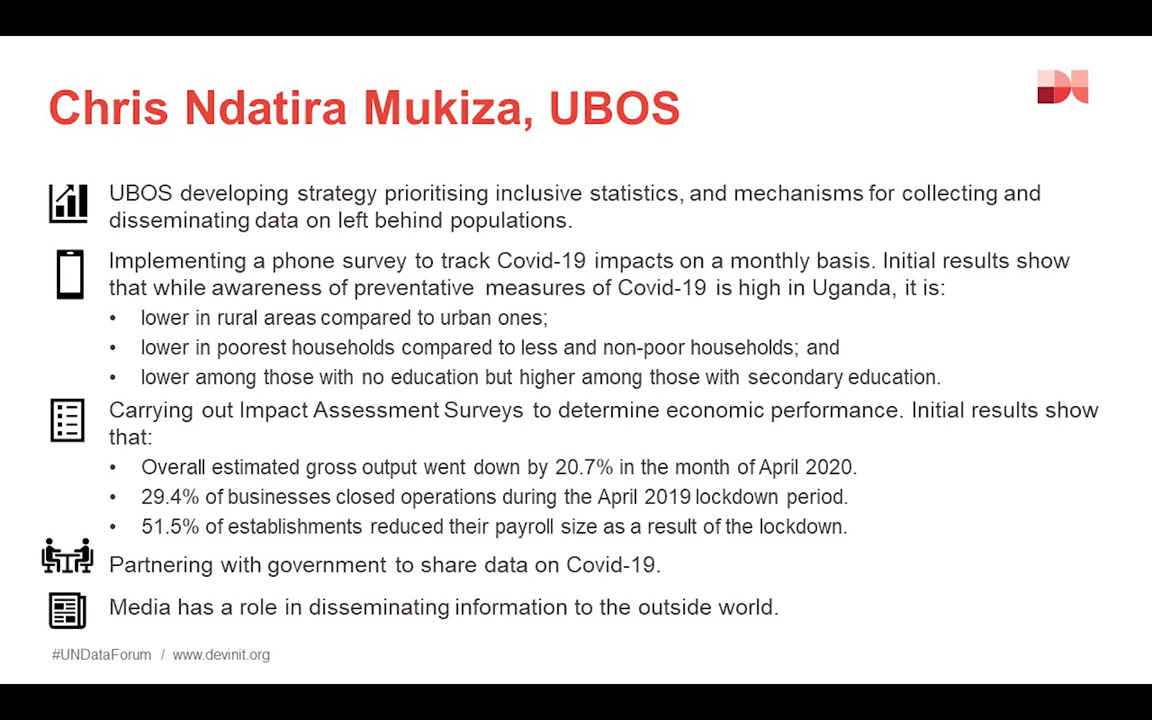 Chris Ndatira Mukiza, UBOS
UBOS developing strategy prioritising inclusive statistics, and mechanisms for collecting and
disseminating data on left behind populations.
Implementing a phone survey to track Covid-19 impacts on a monthly basis. Initial results show
that while awareness of preventative measures of Covid-19 is high in Uganda, it is:
• lower in rural areas compared to urban ones;
• lower in poorest households compared to less and non-poor households; and
• lower among those with no education but higher among those with secondary education.
Carrying out Impact Assessment Surveys to determine economic performance. Initial results show
that:
• Overall estimated gross output went down by 20.7% in the month of April 2020.
• 29.4% of businesses closed operations during the April 2019 lockdown period.
• 51.5% of establishments reduced their payroll size as a result of the lockdown.
Partnering with government to share data on Covid-19.
Media has a role in disseminating information to the outside world.
#UNDataForum / www.devinit.org